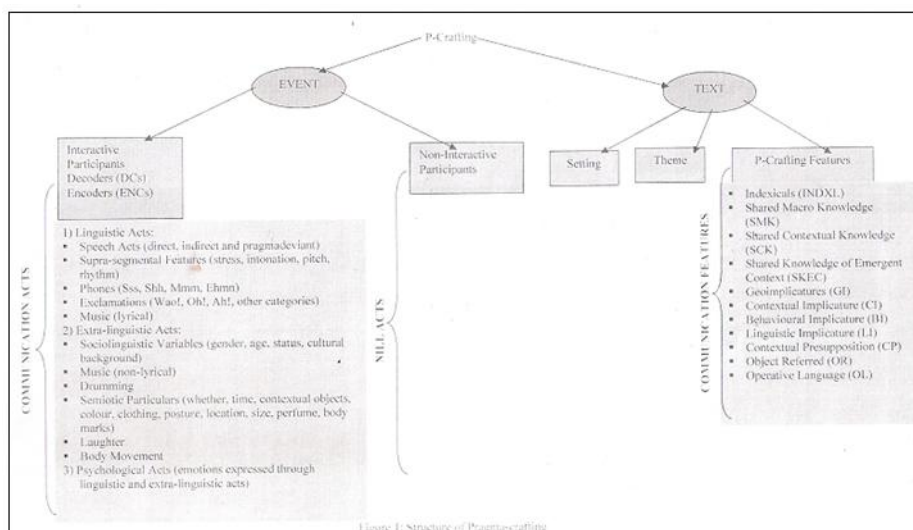 P-Crafting
EVENT
TEXT
Interactive
Participants
Decoders (DCs)
Encoders (ENCs)
Non-Interactive
Participants
Setting
Theme
P-Crafting Features
COMMUNICATION ACTS
1) Linguistic Acts:
▪ Speech Acts (direct, indirect and pragmadeviant)
▪ Supra-segmental Features (stress, intonation, pitch,
rhythm)
▪ Phones (Sss, Shh, Mmm, Ehmn)
▪ Exclamations (Wao!, Oh!, Ah!, other categories)
▪ Music (lyrical)
2) Extra-linguistic Acts:
▪ Sociolinguistic Variables (gender, age, status, cultural
background)
▪ Music (non-lyrical)
▪ Drumming
▪ Semiotic Particulars (whether, time, contextual objects,
colour, clothing, posture, location, size, perfume, body
marks)
▪ Laughter
▪ Body Movement
3) Psychological Acts (emotions expressed through
linguistic and extra-linguistic acts)
NILL ACTS
COMMUNICATION FEATURES
▪ Indexicals (INDXL)
▪ Shared Macro Knowledge
(SMK)
▪ Shared Contextual Knowledge
(SCK)
▪ Shared Knowledge of Emergent
Context (SKEC)
▪ Geoimplicatures (GI)
▪ Contextual Implicature (CI)
▪ Behavioural Implicature (BI)
▪ Linguistic Implicature (LI)
▪ Contextual Presupposition (CP)
▪ Object Referred (OR)
▪ Operative Language (OL)
Figure 1: Structure of Pragma-crafting